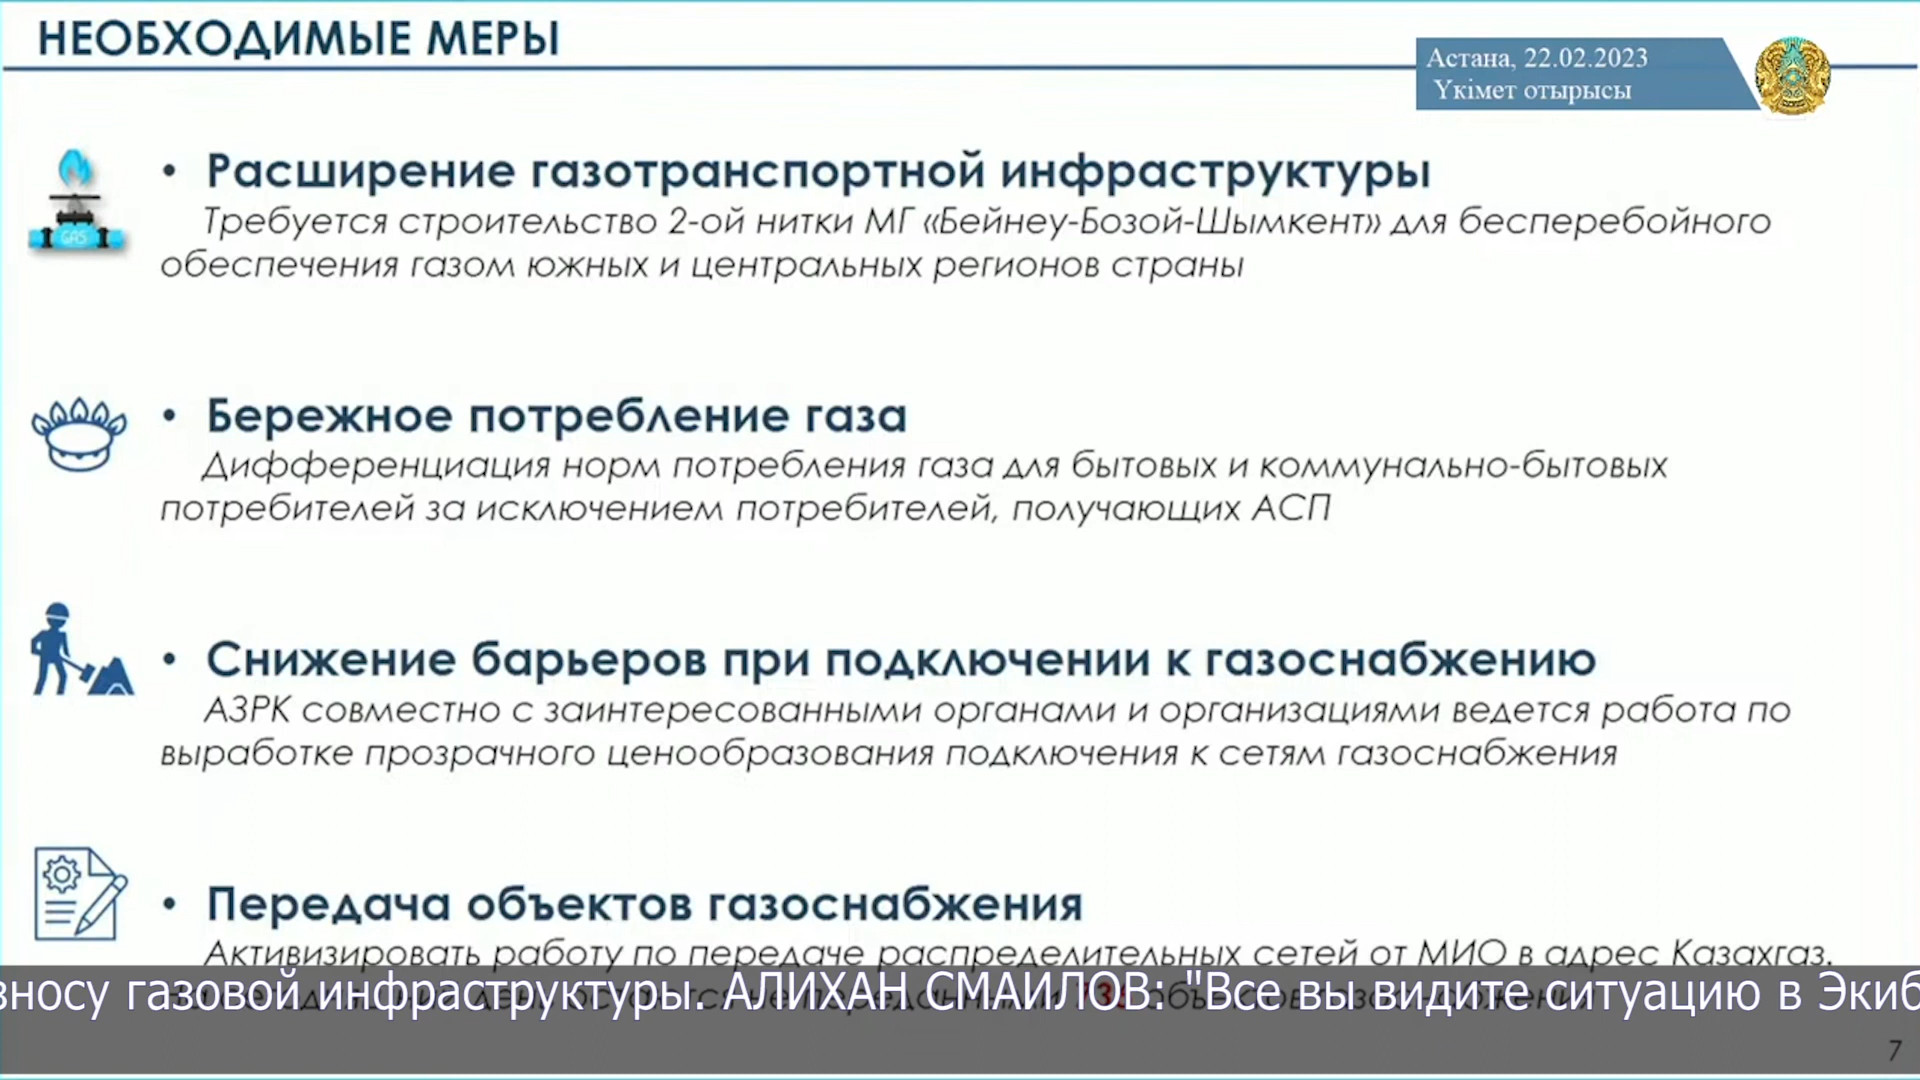 НЕОБХОДИМЫЕ МЕРЫ
Астана, 22.02.2023
Үкімет отырысы
GAS
• Расширение газотранспортной инфраструктуры
Требуется строительство 2-ой нитки МГ «Бейнеу-Бозой-Шымкент» для бесперебойного
обеспечения газом южных и центральных регионов страны
• Бережное потребление газа
Дифференциация норм потребления газа для бытовых и коммунально-бытовых
потребителей за исключением потребителей, получающих АСП
• Снижение барьеров при подключении к газоснабжению
АЗРК совместно с заинтересованными органами и организациями ведется работа по
выработке прозрачного ценообразования подключения к сетям газоснабжения
• Передача объектов газоснабжения
Активизировать работу по передаче распределительных сетей от МИО в адрес Казахгаз.
зносу газовой инфраструктуры. АЛИХАН СМАИЛОВ: "Все вы видите ситуацию в Экиб
7